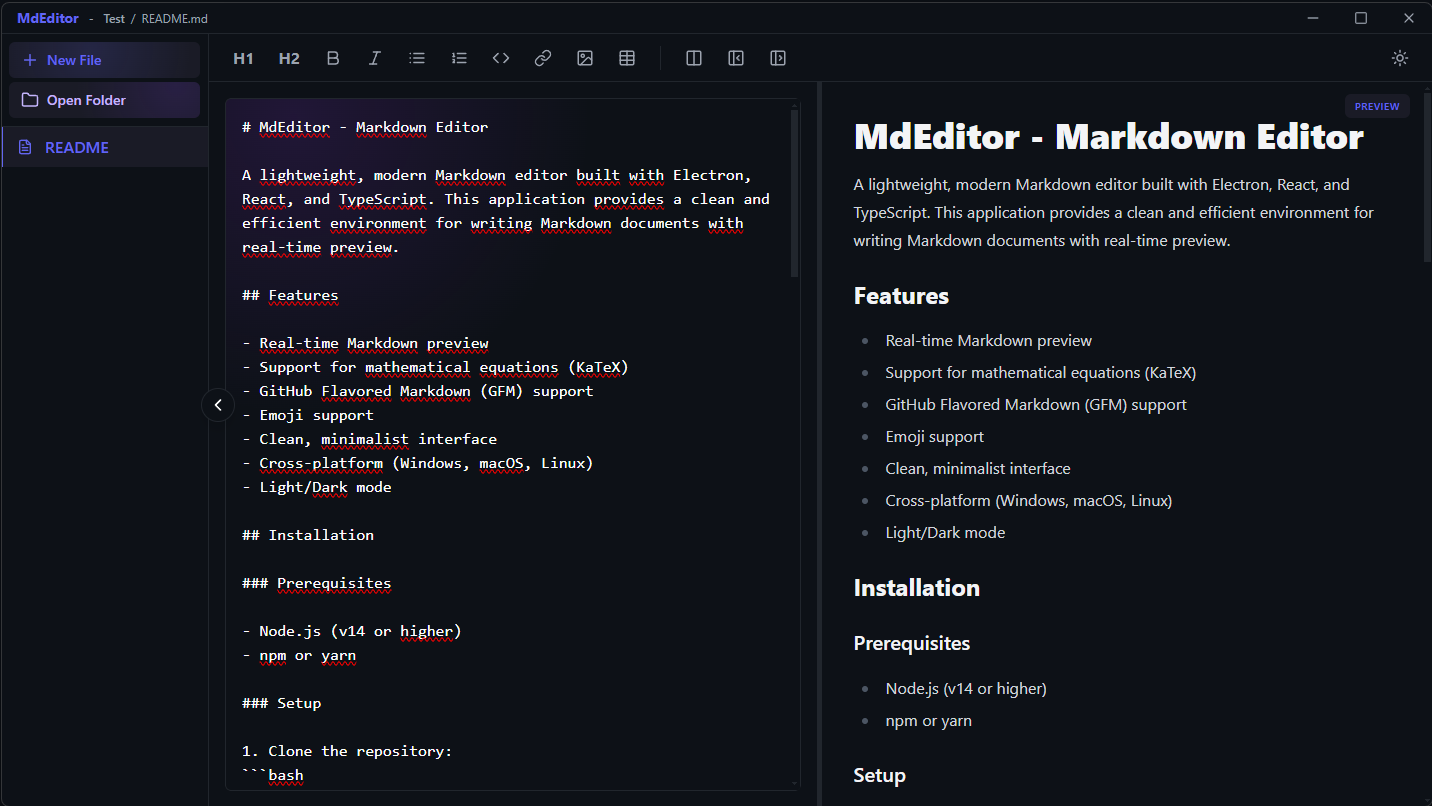 MdEditor - Test / README.md
New File
Open Folder
README
H1 H2 B I
# MdEditor - Markdown Editor
A lightweight, modern Markdown editor built with Electron,
React, and TypeScript. This application provides a clean and
efficient environment for writing Markdown documents with
real-time preview.
## Features
- Real-time Markdown preview
- Support for mathematical equations (KaTeX)
- GitHub Flavored Markdown (GFM) support
- Emoji support
- Clean, minimalist interface
- Cross-platform (Windows, macOS, Linux)
- Light/Dark mode
## Installation
### Prerequisites
- Node.js (v14 or higher)
- npm or yarn
### Setup
1. Clone the repository:
```bash
PREVIEW
MdEditor - Markdown Editor
A lightweight, modern Markdown editor built with Electron, React, and
TypeScript. This application provides a clean and efficient environment for
writing Markdown documents with real-time preview.
Features
• Real-time Markdown preview
• Support for mathematical equations (KaTeX)
• GitHub Flavored Markdown (GFM) support
• Emoji support
• Clean, minimalist interface
• Cross-platform (Windows, macOS, Linux)
• Light/Dark mode
Installation
Prerequisites
• Node.js (v14 or higher)
• npm or yarn
Setup